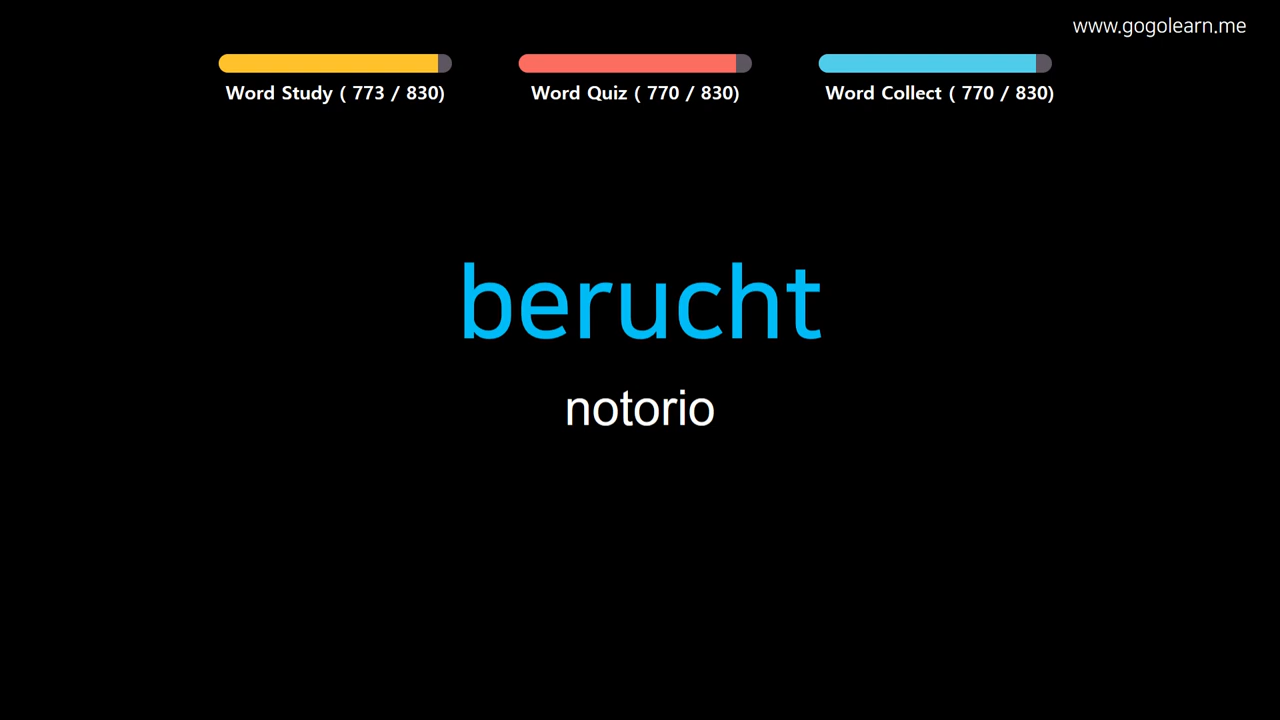 www.gogolearn.me
Word Study ( 773 / 830)
Word Quiz ( 770 / 830)
Word Collect ( 770 / 830)
berucht
notorio